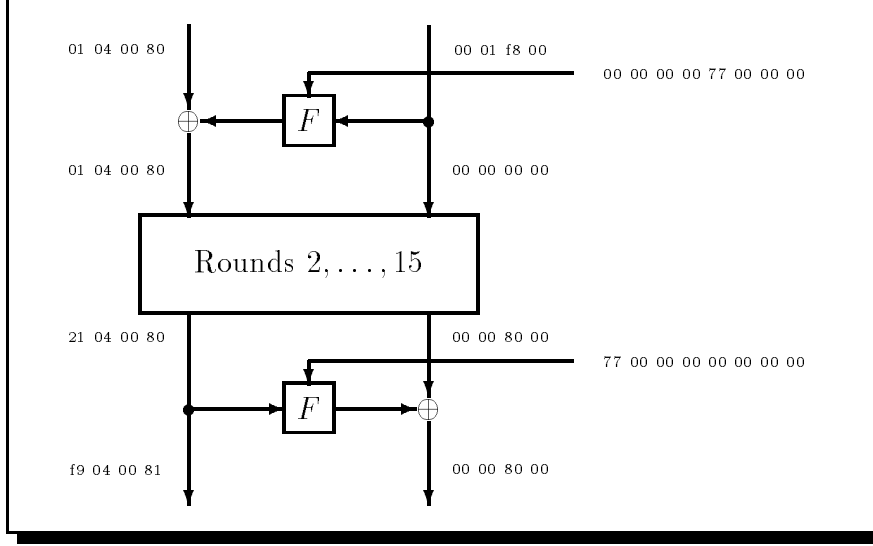 01 04 00 80
00 01 f8 00
00 00 00 00 77 00 00 00
F
01 04 00 80
00 00 00 00
Rounds 2, . . . , 15
21 04 00 80
00 00 80 00
77 00 00 00 00 00 00 00
F
f9 04 00 81
00 00 80 00